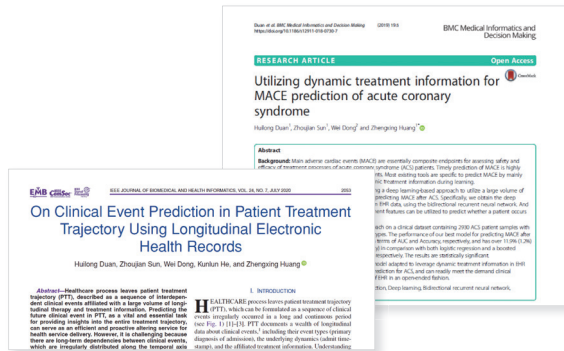 Duan et al. BMC Medical Informatics and Decision Making (2019) 19:5
https://doi.org/10.1186/s12911-018-0730-7
BMC Medical Informatics and
Decision Making
RESEARCH ARTICLE
Open Access
Utilizing dynamic treatment information for
MACE prediction of acute coronary
syndrome
Huilong Duan1, Zhoujian Sun1, Wei Dong2 and Zhengxing Huang1*
Abstract
Background: Main adverse cardiac events (MACE) are essentially composite endpoints for assessing safety and
efficacy of treatment processes of acute coronary syndrome (ACS) patients. Timely prediction of MACE is highly
nts. Most existing tools are specific to predict MACE by mainly
treatment information during learning.
g a deep learning-based approach to utilize a large volume of
predicting MACE after ACS. Specifically, we obtain the deep
EHR data, using the bidirectional recurrent neural network. And
ent features can be utilized to predict whether a patient occurs
ach on a clinical dataset containing 2930 ACS patient samples with
types. The performance of our best model for predicting MACE after
terms of AUC and Accuracy, respectively, and has over 11.9% (1.2%)
in comparison with both logistic regression and a boosted
respectively. The results are statistically significant.
model adapted to leverage dynamic treatment information in EHR
prediction for ACS, and can readily meet the demand clinical
EHR in an open-ended fashion.
ction, Deep learning, Bidirectional recurrent neural network,
EMB
IEEE JOURNAL OF BIOMEDICAL AND HEALTH INFORMATICS, VOL. 24, NO. 7, JULY 2020
2053
On Clinical Event Prediction in Patient Treatment
Trajectory Using Longitudinal Electronic
Health Records
Huilong Duan, Zhoujian Sun, Wei Dong, Kunlun He, and Zhengxing Huang
Abstract—Healthcare process leaves patient treatment
trajectory (PTT), described as a sequence of interdepen-
dent clinical events affiliated with a large volume of longi-
tudinal therapy and treatment information. Predicting the
future clinical event in PTT, as a vital and essential task
for providing insights into the entire treatment trajectory,
can serve as an efficient and proactive altering service for
health service delivery. However, it is challenging because
there are long-term dependencies between clinical events,
which are irregularly distributed along the temporal axis
I. INTRODUCTION
HEALTHCARE process leaves patient treatment trajectory
(PTT), which can be formulated as a sequence of clinical
events irregularly occurred in a long and continuous period
(see Fig. 1) [1]–[3]. PTT documents a wealth of longitudinal
data about clinical events,1 including their event types (primary
diagnosis of admission), the underlying dynamics (admit time-
stamp), and the affiliated treatment information. Understanding